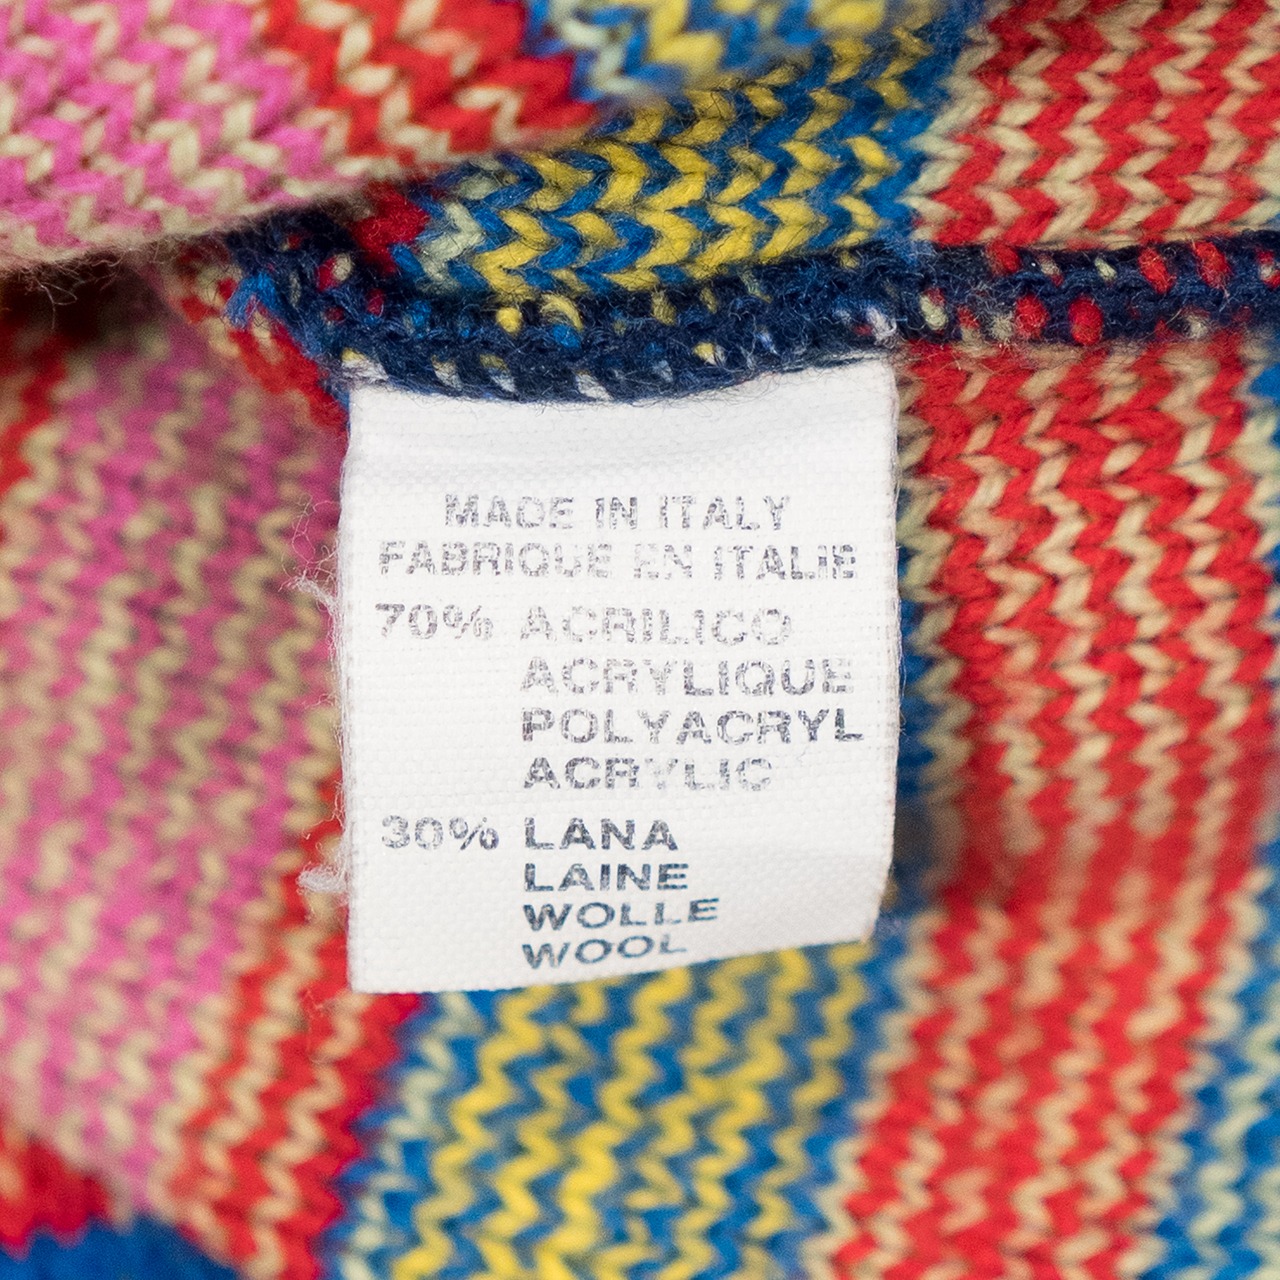 MADE IN ITALY
FABRIQUE EN ITALIE
70% ACRILICO
ACRYLIQUE
POLYACRYL
ACRYLIC
30% LANA
LAINE
WOLLE
WOOL